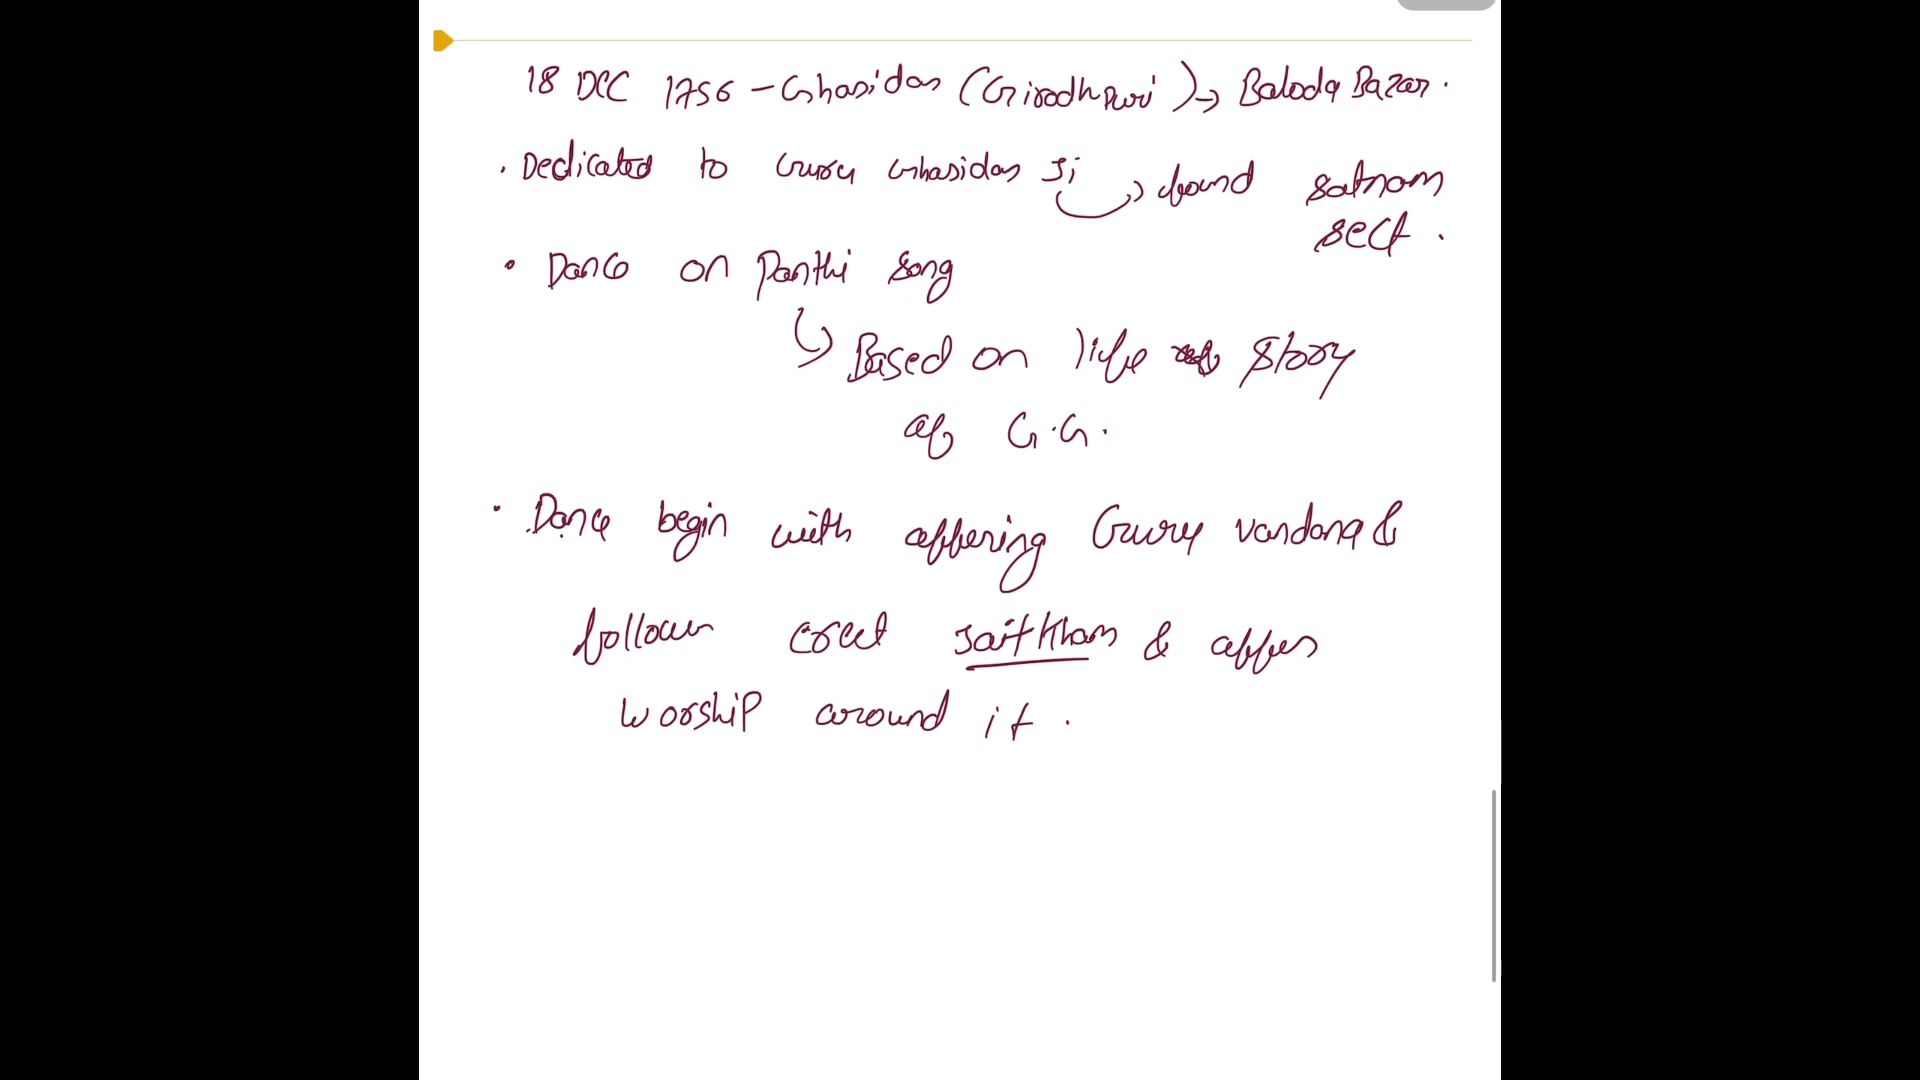 18 DEC 1756 - Ghasidas (Girodhpuri) → Baloda Bazar.
. Dedicated to Guru Ghasidas Ji → found satnam
sect.
• Dance on Panthi song
↳ Based on life story
of G.G.
• Dance begin with offering Guru vandana &
follower erect Jaitkham & offer
worship around it.